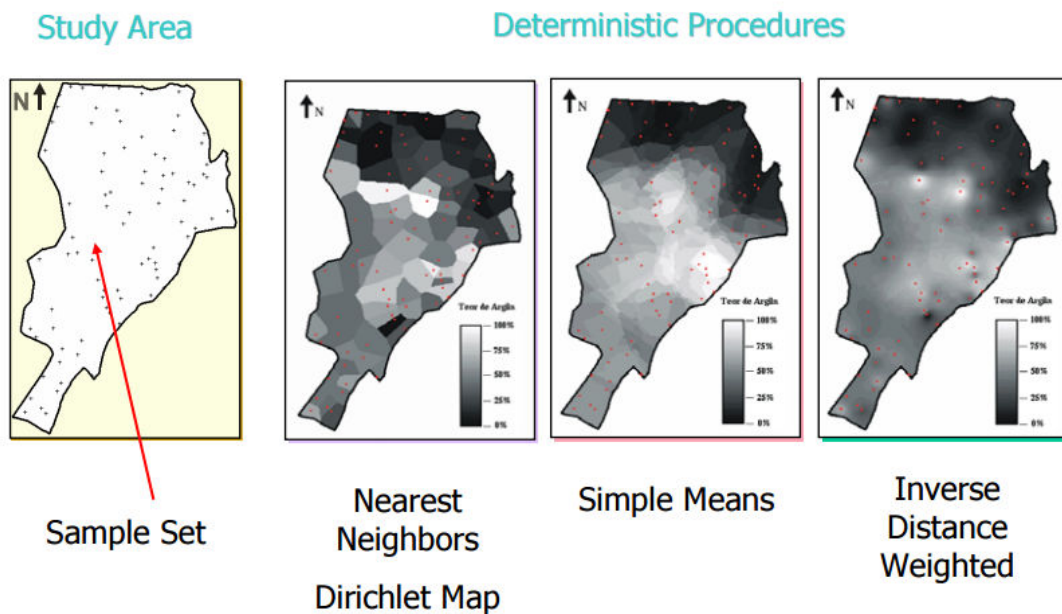 Study Area
Deterministic Procedures
N
N
Teor de Argila
100%
75%
50%
25%
0%
N
Teor de Argila
100%
75%
50%
25%
0%
N
Teor de Argila
100%
75%
50%
25%
0%
Sample Set
Nearest
Neighbors
Dirichlet Map
Simple Means
Inverse
Distance
Weighted